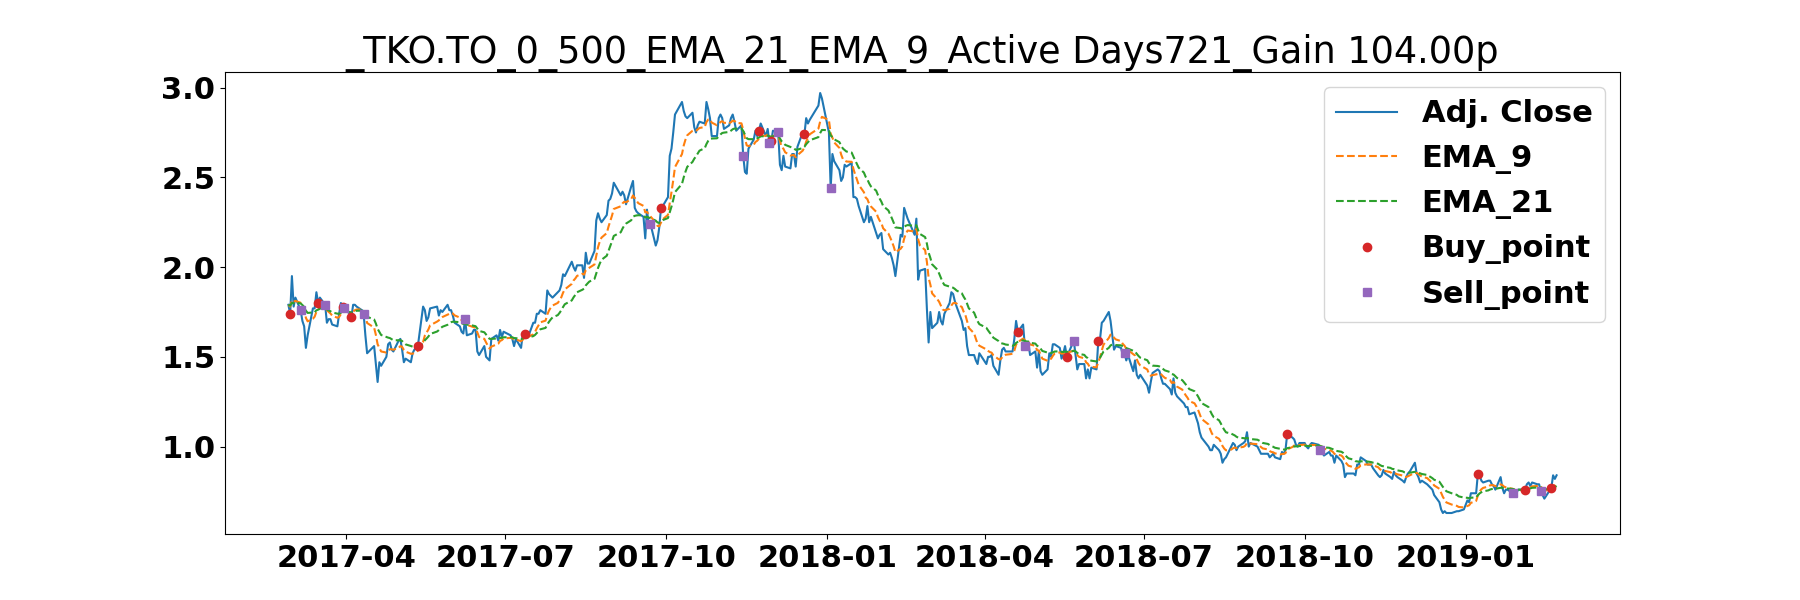 _TKO.TO_0_500_EMA_21_EMA_9_Active Days721_Gain 104.00p
3.0
2.5
2.0
1.5
1.0
Adj. Close
EMA_9
EMA_21
Buy_point
Sell_point
2017-04 2017-07 2017-10 2018-01 2018-04 2018-07 2018-10 2019-01